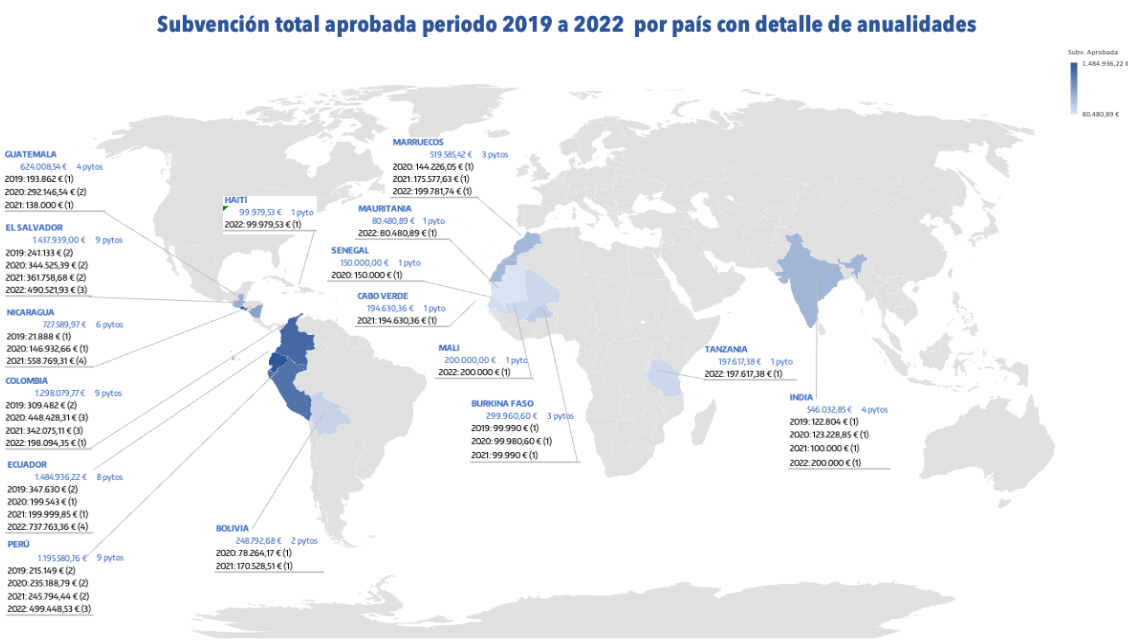 Subvención total aprobada periodo 2019 a 2022 por país con detalle de anualidades
Subv. Aprobada
1.484.936,22 €
80.480,89 €
GUATEMALA
624.008,54 € 4 pytos
2019: 193.862 € (1)
2020: 292.146,54 € (2)
2021: 138.000 € (1)
EL SALVADOR
1.437.939,00 € 9 pytos
2019: 241.133 € (2)
2020: 344.525,39 € (2)
2021: 361.758,68 € (2)
2022: 490.521,93 € (3)
NICARAGUA
727.589,97 € 6 pytos
2019: 21.888 € (1)
2020: 146.932,66 € (1)
2021: 558.769,31 € (4)
COLOMBIA
1.298.079,77 € 9 pytos
2019: 309.482 € (2)
2020: 448.428,31 € (3)
2021: 342.075,11 € (3)
2022: 198.094,35 € (1)
ECUADOR
1.484.936,22 € 8 pytos
2019: 347.630 € (2)
2020: 199.543 € (1)
2021: 199.999,85 € (1)
2022: 737.763,36 € (4)
PERÚ
1.195.580,76 € 9 pytos
2019: 215.149 € (2)
2020: 235.188,79 € (2)
2021: 245.794,44 € (2)
2022: 499.448,53 € (3)
HAITÍ
99.979,53 € 1 pyto
2022: 99.979,53 € (1)
BOLIVIA
248.792,68 € 2 pytos
2020: 78.264,17 € (1)
2021: 170.528,51 € (1)
MARRUECOS
519.585,42 € 3 pytos
2020: 144.226,05 € (1)
2021: 175.577,63 € (1)
2022: 199.781,74 € (1)
MAURITANIA
80.480,89 € 1 pyto
2022: 80.480,89 € (1)
SENEGAL
150.000,00 € 1 pyto
2020: 150.000 € (1)
CABO VERDE
194.630,36 € 1 pyto
2021: 194.630,36 € (1)
MALI
200.000,00 € 1 pyto
2022: 200.000 € (1)
BURKINA FASO
299.960,60 € 3 pytos
2019: 99.990 € (1)
2020: 99.980,60 € (1)
2021: 99.990 € (1)
TANZANIA
197.617,38 € 1 pyto
2022: 197.617,38 € (1)
INDIA
546.032,85 € 4 pytos
2019: 122.804 € (1)
2020: 123.228,85 € (1)
2021: 100.000 € (1)
2022: 200.000 € (1)